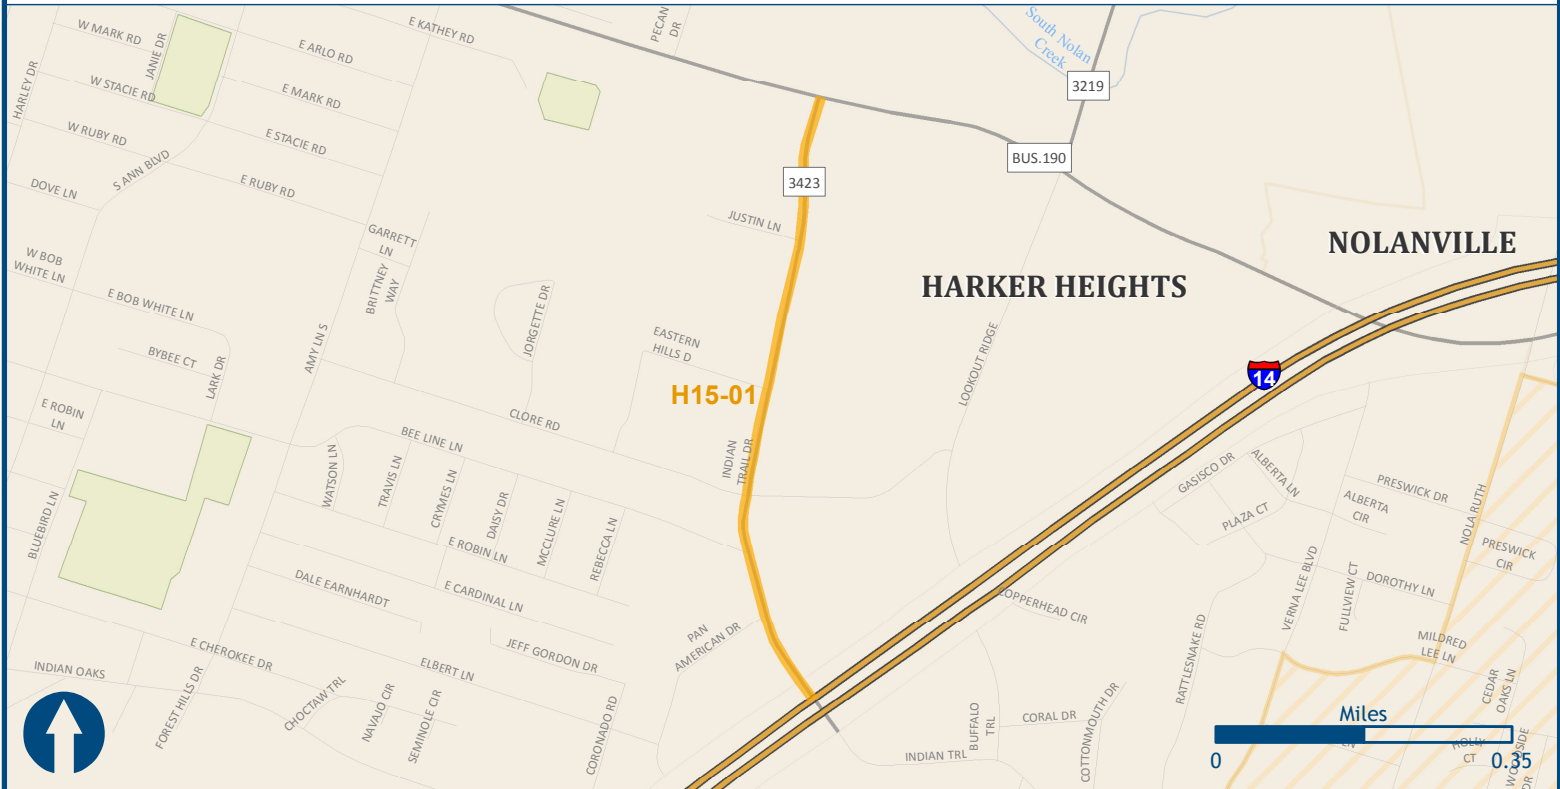 W MARK RD
JANIE DR
E KATHEY RD
PECAN
DR
South Nolan
Creek
E ARLO RD
HARLEY DR
W STACIE RD
E MARK RD
3219
W RUBY RD
E STACIE RD
BUS.190
S ANN BLVD
DOVE LN
E RUBY RD
3423
JUSTIN LN
GARRETT
LN
NOLANVILLE
W BOB
WHITE LN
BRITTNEY
WAY
HARKER HEIGHTS
E BOB WHITE LN
JORGETTE DR
EASTERN
HILLS D
AMY LN S
BYBEE CT
LARK DR
LOOKOUT RIDGE
14
H15-01
E ROBIN
LN
CLORE RD
BEE LINE LN
INDIAN
TRAIL DR
WATSON LN
TRAVIS LN
CRYMES LN
DAISY DR
MCCLURE LN
REBECCA LN
GASISCO DR
ALBERTA LN
PRESWICK DR
ALBERTA
CIR
PLAZA CT
NOLA RUTH
BLUEBIRD LN
E ROBIN LN
PRESWICK
CIR
DALE EARNHARDT
E CARDINAL LN
VERNA LEE BLVD
FULLVIEW CT
DOROTHY LN
COPPERHEAD CIR
PAN
AMERICAN DR
RATTLESNAKE RD
MILDRED
LEE LN
E CHEROKEE DR
JEFF GORDON DR
INDIAN OAKS
ELBERT LN
FOREST HILLS DR
CHOCTAW TRL
NAVAJO CIR
SEMINOLE CIR
CORONADO RD
BUFFALO
TRL
CORAL DR
COTTONMOUTH DR
CEDAR
OAKS LN
INDIAN TRL
Miles
LN
HOLLY
CT
WOODSIDE
DR
0
0.35